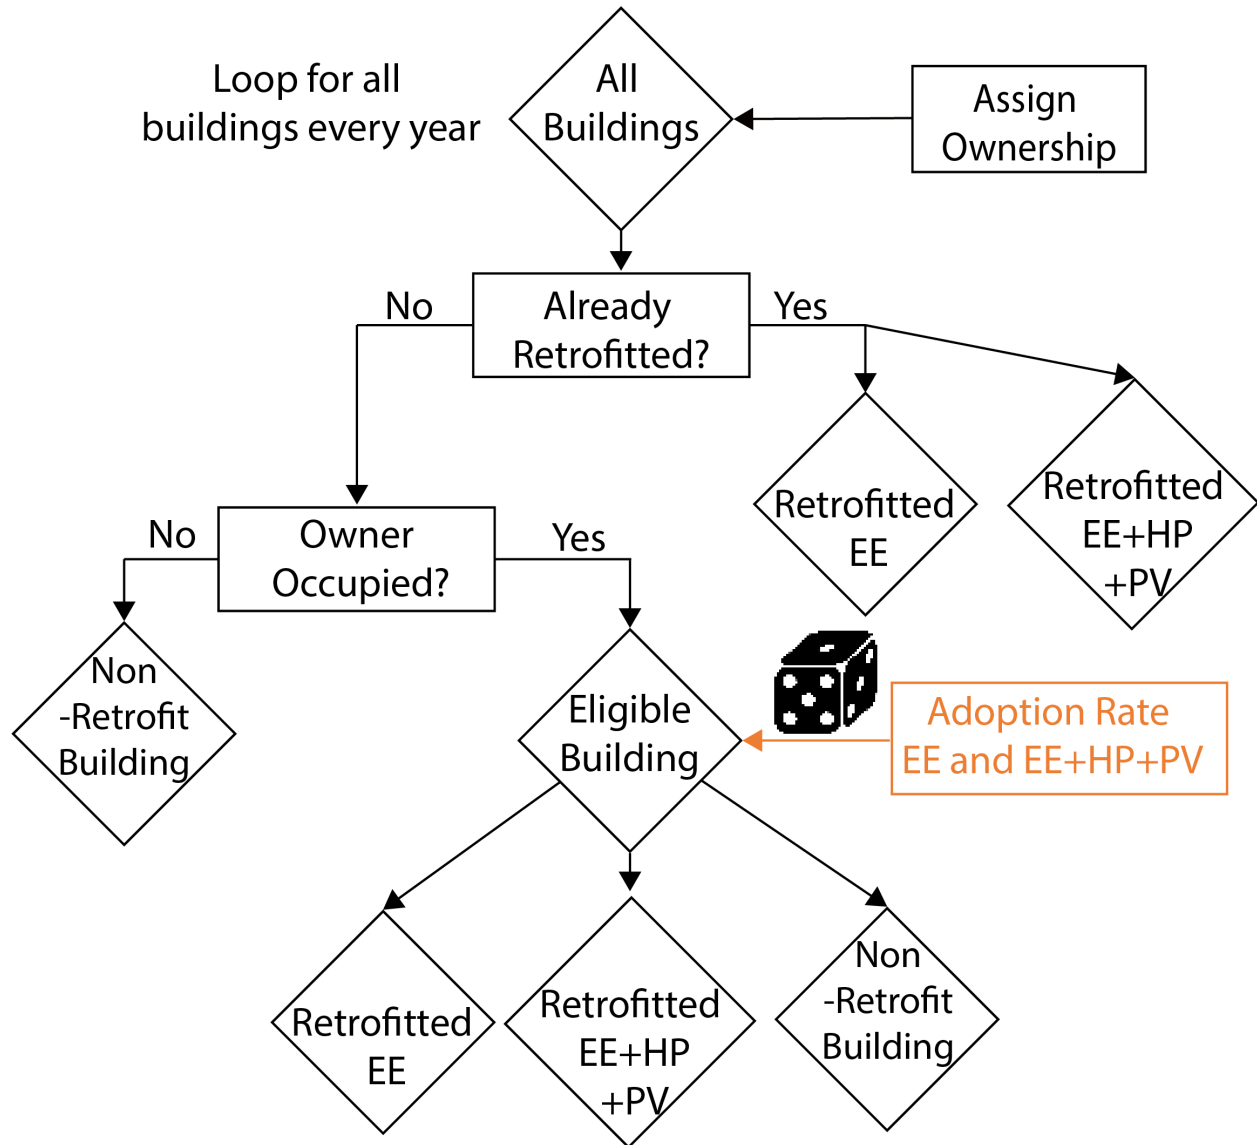 Loop for all
buildings every year
All
Buildings
Assign
Ownership
No
Already
Retrofitted?
Yes
Retrofitted
EE
Retrofitted
EE+HP
+PV
No
Owner
Occupied?
Yes
Non
-Retrofit
Building
Eligible
Building
Adoption Rate
EE and EE+HP+PV
Retrofitted
EE
Retrofitted
EE+HP
+PV
Non
-Retrofit
Building